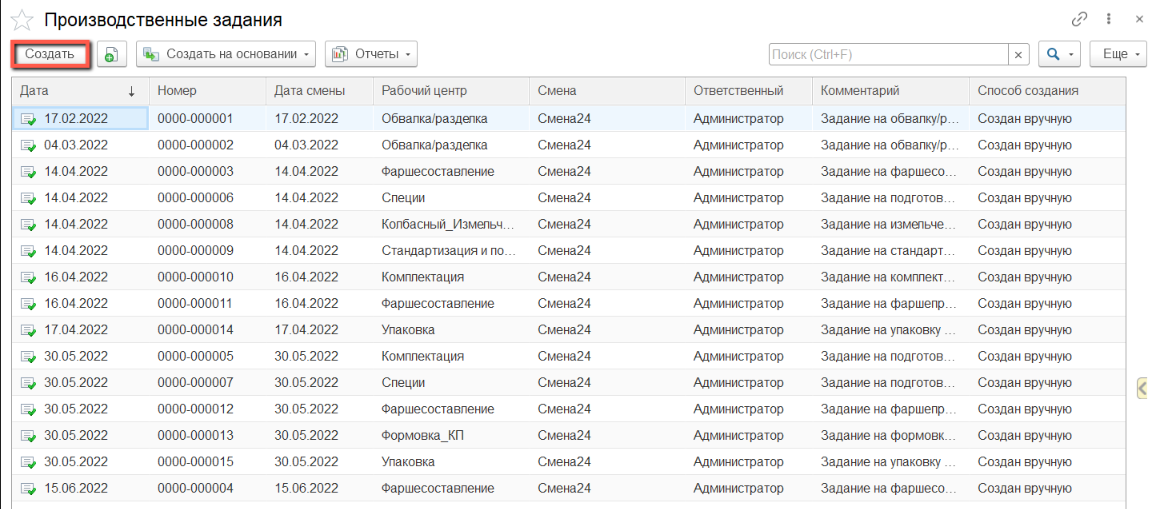 Производственные задания
Создать Создать на основании Отчеты Поиск (Ctrl+F) × Еще
Дата ↓ Номер Дата смены Рабочий центр Смена Ответственный Комментарий Способ создания
17.02.2022 0000-000001 17.02.2022 Обвалка/разделка Смена24 Администратор Задание на обвалку/р... Создан вручную
04.03.2022 0000-000002 04.03.2022 Обвалка/разделка Смена24 Администратор Задание на обвалку/р... Создан вручную
14.04.2022 0000-000003 14.04.2022 Фаршесоставление Смена24 Администратор Задание на фаршесо... Создан вручную
14.04.2022 0000-000006 14.04.2022 Специи Смена24 Администратор Задание на подготов... Создан вручную
14.04.2022 0000-000008 14.04.2022 Колбасный_Измельч... Смена24 Администратор Задание на измельче... Создан вручную
14.04.2022 0000-000009 14.04.2022 Стандартизация и по... Смена24 Администратор Задание на стандарт... Создан вручную
16.04.2022 0000-000010 16.04.2022 Комплектация Смена24 Администратор Задание на комплект... Создан вручную
16.04.2022 0000-000011 16.04.2022 Фаршесоставление Смена24 Администратор Задание на фаршепр... Создан вручную
17.04.2022 0000-000014 17.04.2022 Упаковка Смена24 Администратор Задание на упаковку ... Создан вручную
30.05.2022 0000-000005 30.05.2022 Комплектация Смена24 Администратор Задание на подготов... Создан вручную
30.05.2022 0000-000007 30.05.2022 Специи Смена24 Администратор Задание на подготов... Создан вручную
30.05.2022 0000-000012 30.05.2022 Фаршесоставление Смена24 Администратор Задание на фаршепр... Создан вручную
30.05.2022 0000-000013 30.05.2022 Формовка_КП Смена24 Администратор Задание на формовк... Создан вручную
30.05.2022 0000-000015 30.05.2022 Упаковка Смена24 Администратор Задание на упаковку ... Создан вручную
15.06.2022 0000-000004 15.06.2022 Фаршесоставление Смена24 Администратор Задание на фаршесо... Создан вручную